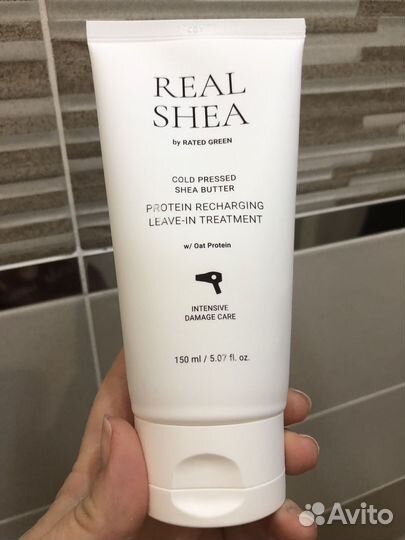 REAL
SHEA
by RATED GREEN
COLD PRESSED
SHEA BUTTER
PROTEIN RECHARGING
LEAVE-IN TREATMENT
w/ Oat Protein
INTENSIVE
DAMAGE CARE
150 ml / 5.07 fl. oz.
Avito